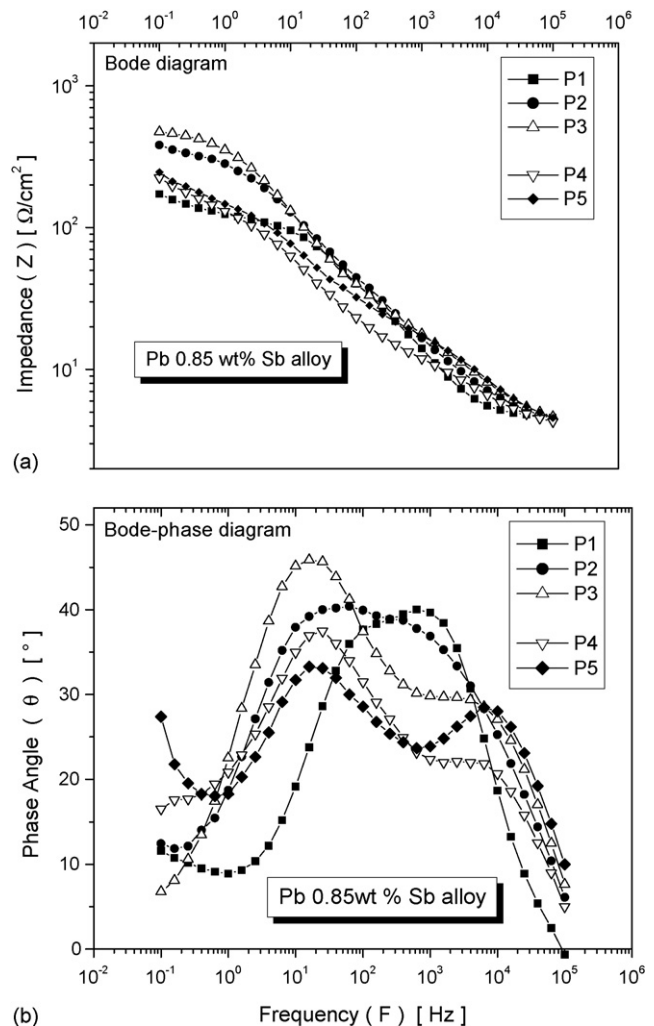 10⁻² 10⁻¹ 10⁰ 10¹ 10² 10³ 10⁴ 10⁵ 10⁶
Bode diagram
P1
P2
P3
P4
P5
10³
10²
10¹
Impedance ( Z ) [ Ω/cm² ]
Pb 0.85 wt% Sb alloy
(a)
Bode-phase diagram
P1
P2
P3
P4
P5
50
40
30
20
10
0
Phase Angle ( θ ) [ ° ]
Pb 0.85wt % Sb alloy
10⁻² 10⁻¹ 10⁰ 10¹ 10² 10³ 10⁴ 10⁵ 10⁶
(b)
Frequency ( F ) [ Hz ]